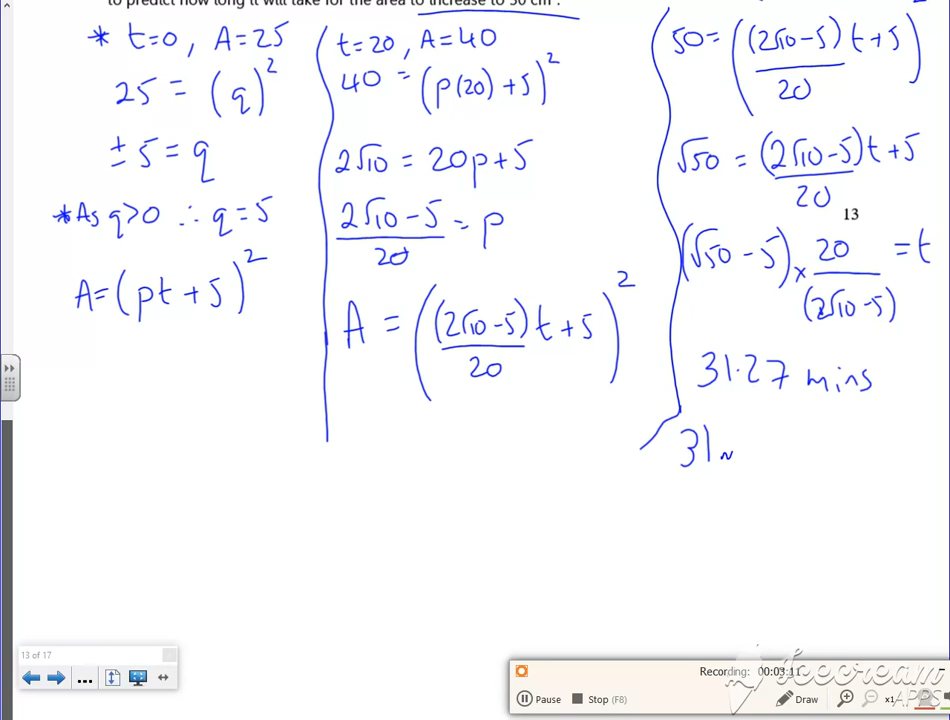 to predict how long it will take for the area to increase to 50 cm².
* t=0, A=25
25 = (q)²
±5 = q
*As q>0 ∴ q=5
A=(pt+5)²
t=20, A=40
40 = (p(20)+5)²
2√10 = 20p+5
(2√10-5)/20 = p
A = ((2√10-5)/20 t+5)²
50= ((2√10-5)/20 t+5)²
√50 = (2√10-5)/20 t+5
13
(√50-5) × 20/(2√10-5) = t
31.27 mins
31
13 of 17
...
Recording: 00:03:11
Pause
Stop (F8)
Draw
x1
Icecream
APPS